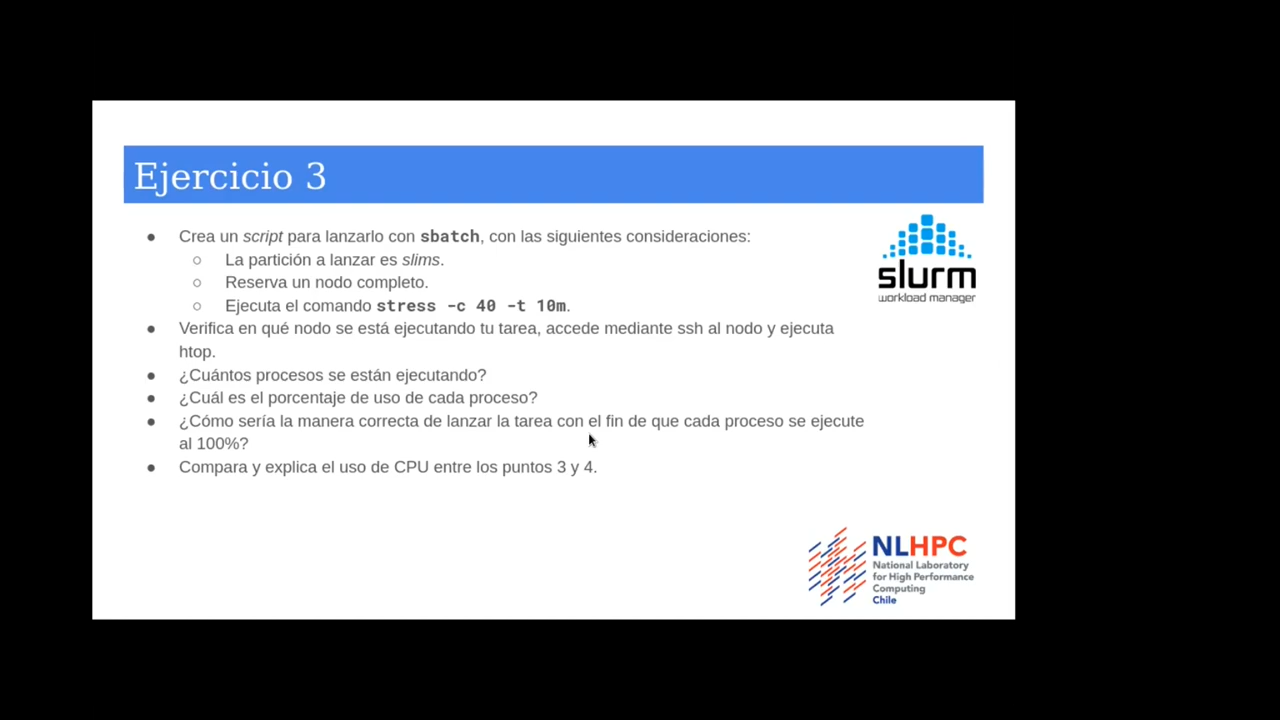 Ejercicio 3
● Crea un script para lanzarlo con sbatch, con las siguientes consideraciones:
○ La partición a lanzar es slims.
○ Reserva un nodo completo.
○ Ejecuta el comando stress -c 40 -t 10m.
● Verifica en qué nodo se está ejecutando tu tarea, accede mediante ssh al nodo y ejecuta
htop.
● ¿Cuántos procesos se están ejecutando?
● ¿Cuál es el porcentaje de uso de cada proceso?
● ¿Cómo sería la manera correcta de lanzar la tarea con el fin de que cada proceso se ejecute
al 100%?
● Compara y explica el uso de CPU entre los puntos 3 y 4.
slurm
workload manager
NLHPC
National Laboratory
for High Performance
Computing
Chile